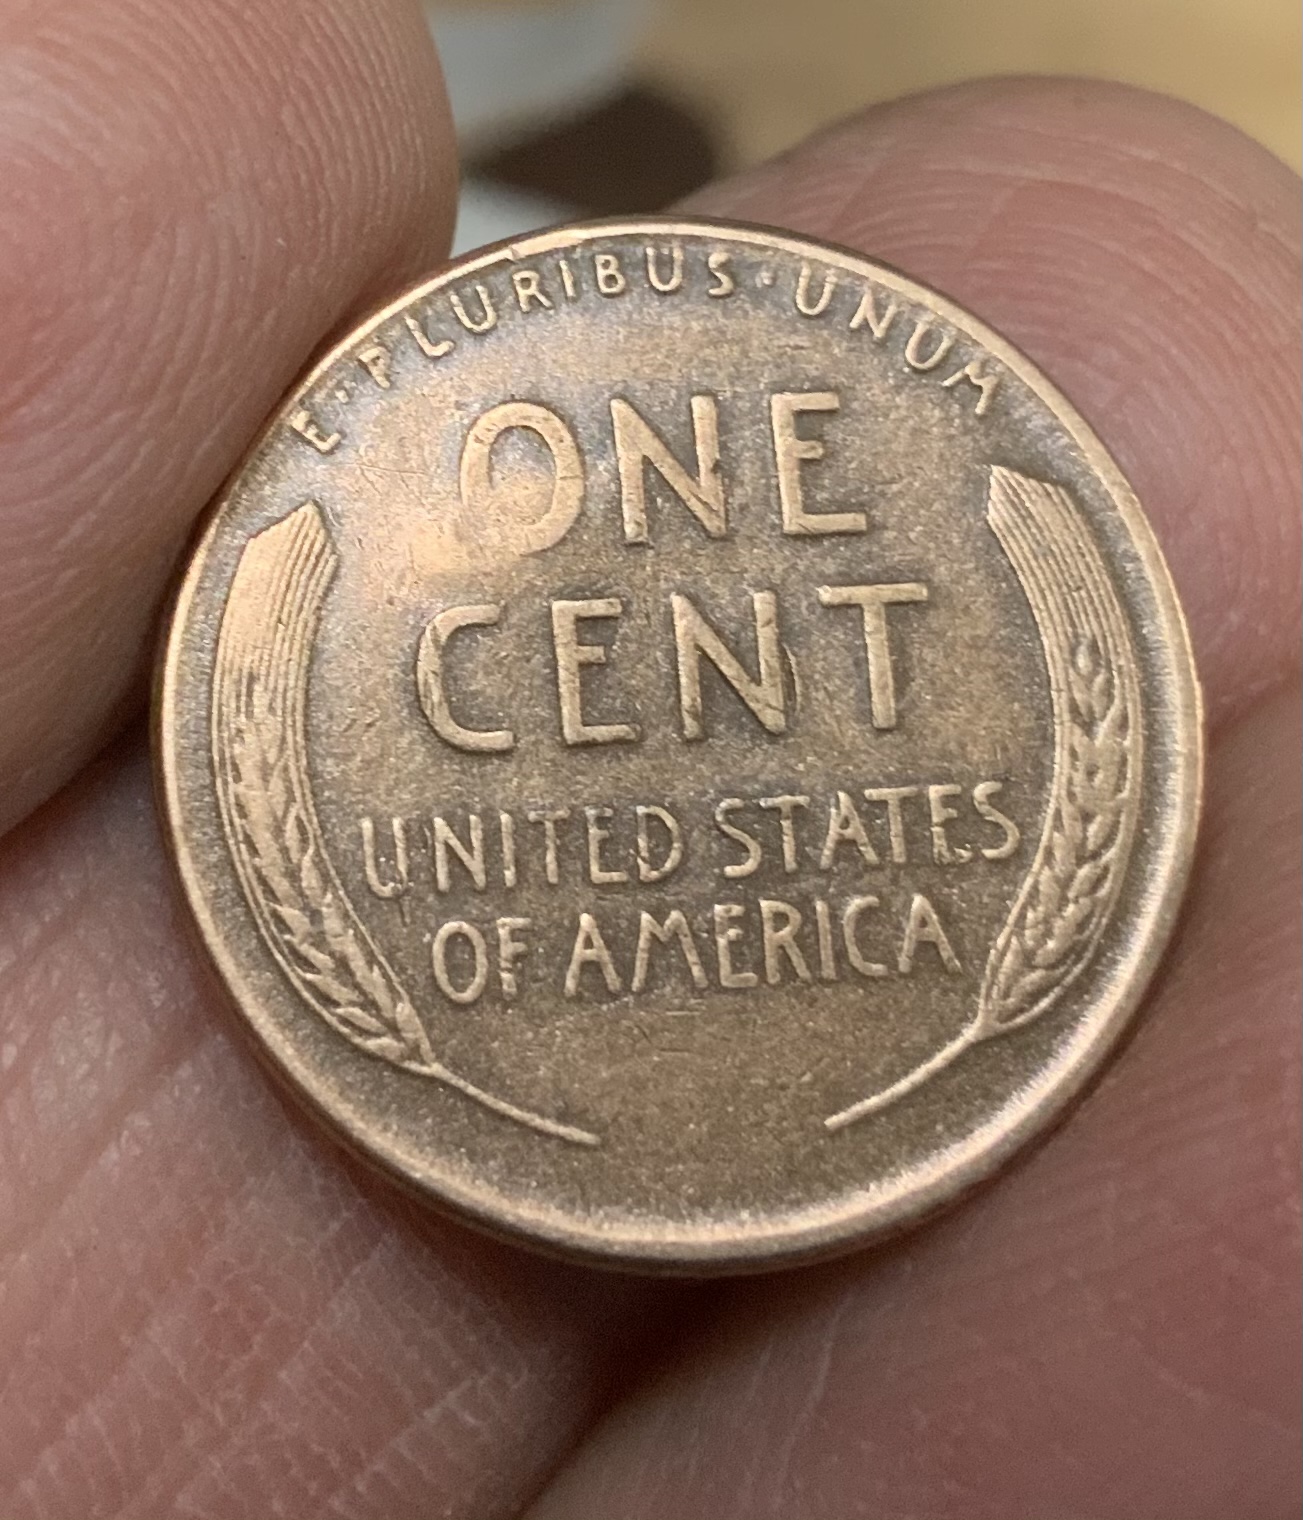 E·PLURIBUS·UNUM
ONE
CENT
UNITED STATES
OF AMERICA